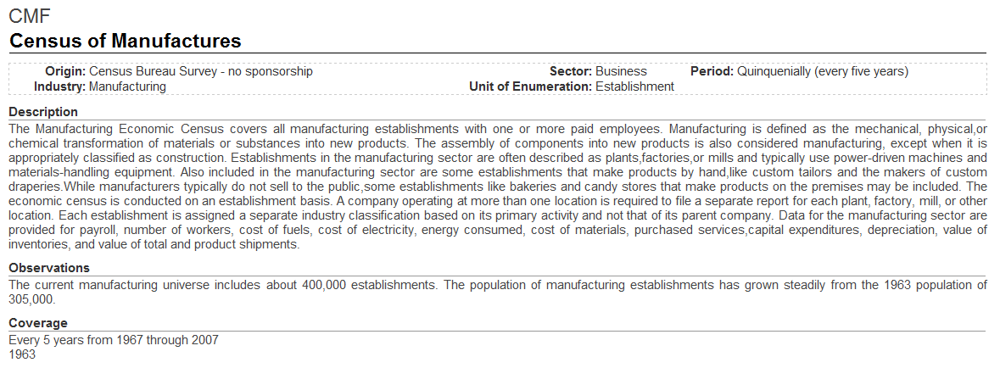 CMF
Census of Manufactures
Origin: Census Bureau Survey - no sponsorship Sector: Business Period: Quinquenially (every five years)
Industry: Manufacturing Unit of Enumeration: Establishment
Description
The Manufacturing Economic Census covers all manufacturing establishments with one or more paid employees. Manufacturing is defined as the mechanical, physical,or
chemical transformation of materials or substances into new products. The assembly of components into new products is also considered manufacturing, except when it is
appropriately classified as construction. Establishments in the manufacturing sector are often described as plants,factories,or mills and typically use power-driven machines and
materials-handling equipment. Also included in the manufacturing sector are some establishments that make products by hand,like custom tailors and the makers of custom
draperies.While manufacturers typically do not sell to the public,some establishments like bakeries and candy stores that make products on the premises may be included. The
economic census is conducted on an establishment basis. A company operating at more than one location is required to file a separate report for each plant, factory, mill, or other
location. Each establishment is assigned a separate industry classification based on its primary activity and not that of its parent company. Data for the manufacturing sector are
provided for payroll, number of workers, cost of fuels, cost of electricity, energy consumed, cost of materials, purchased services,capital expenditures, depreciation, value of
inventories, and value of total and product shipments.
Observations
The current manufacturing universe includes about 400,000 establishments. The population of manufacturing establishments has grown steadily from the 1963 population of
305,000.
Coverage
Every 5 years from 1967 through 2007
1963